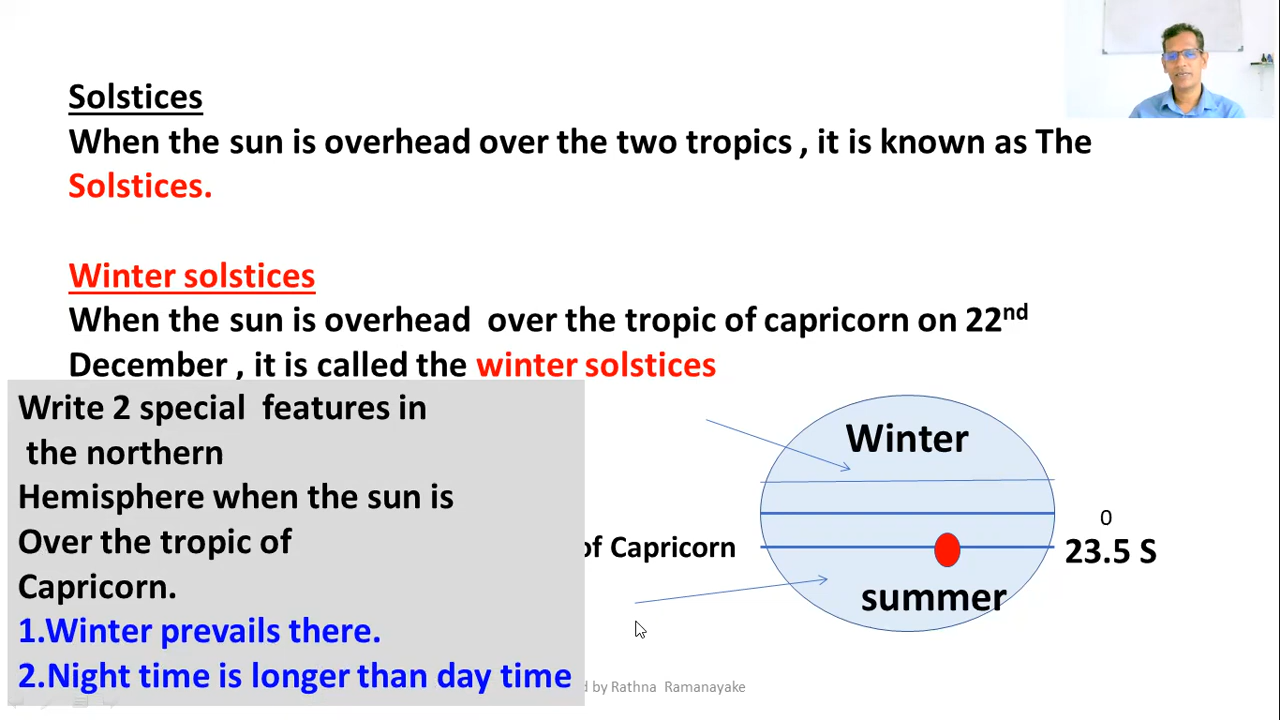 Solstices
When the sun is overhead over the two tropics , it is known as The
Solstices.
Winter solstices
When the sun is overhead over the tropic of capricorn on 22nd
December , it is called the winter solstices
Write 2 special features in
the northern
Hemisphere when the sun is
Over the tropic of
Capricorn.
1.Winter prevails there.
2.Night time is longer than day time
Winter
of Capricorn
0
23.5 S
summer
by Rathna Ramanayake